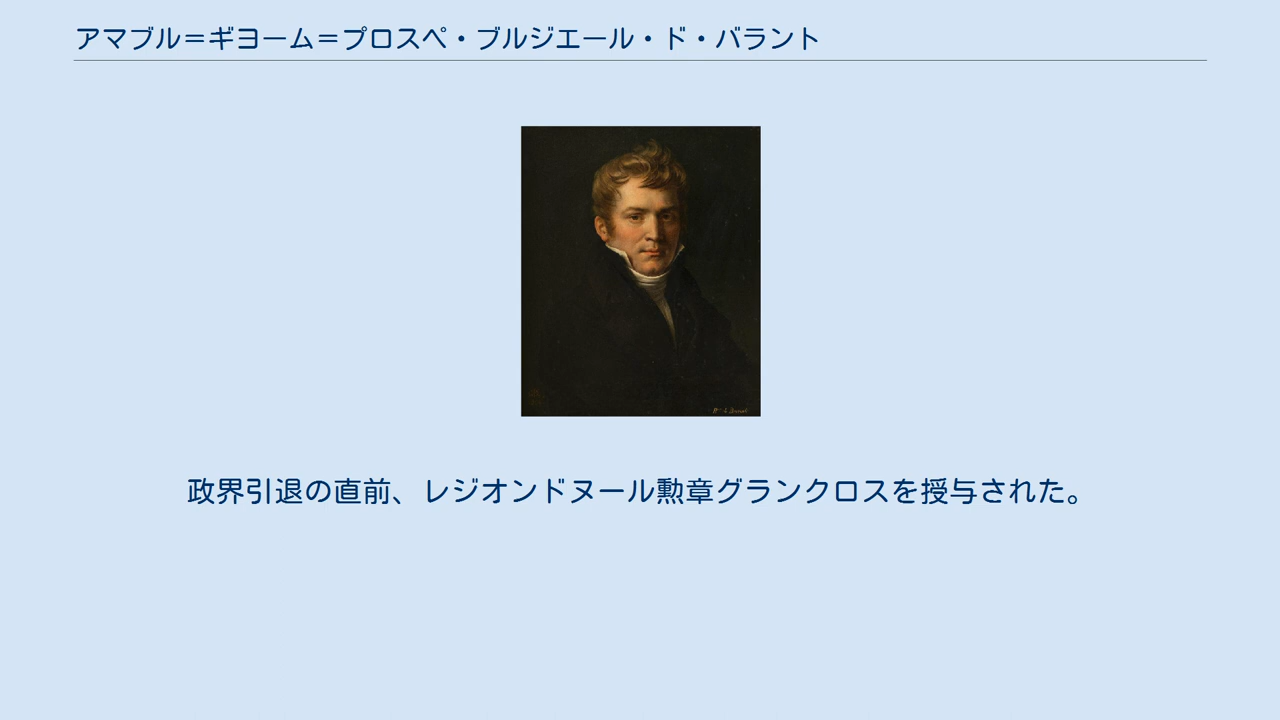 アマブル＝ギヨーム＝プロスペ・ブルジエール・ド・バラント
政界引退の直前、レジオンドヌール勲章グランクロスを授与された。